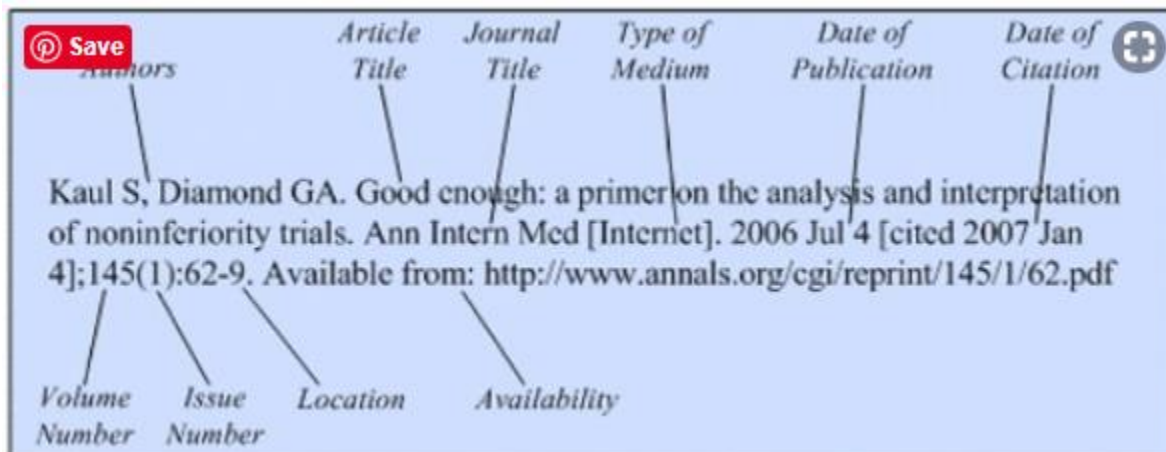 Save
Article Journal Type of Date of Date of
Authors Title Title Medium Publication Citation
Kaul S, Diamond GA. Good enough: a primer on the analysis and interpretation
of noninferiority trials. Ann Intern Med [Internet]. 2006 Jul 4 [cited 2007 Jan
4];145(1):62-9. Available from: http://www.annals.org/cgi/reprint/145/1/62.pdf
Volume Issue Location Availability
Number Number